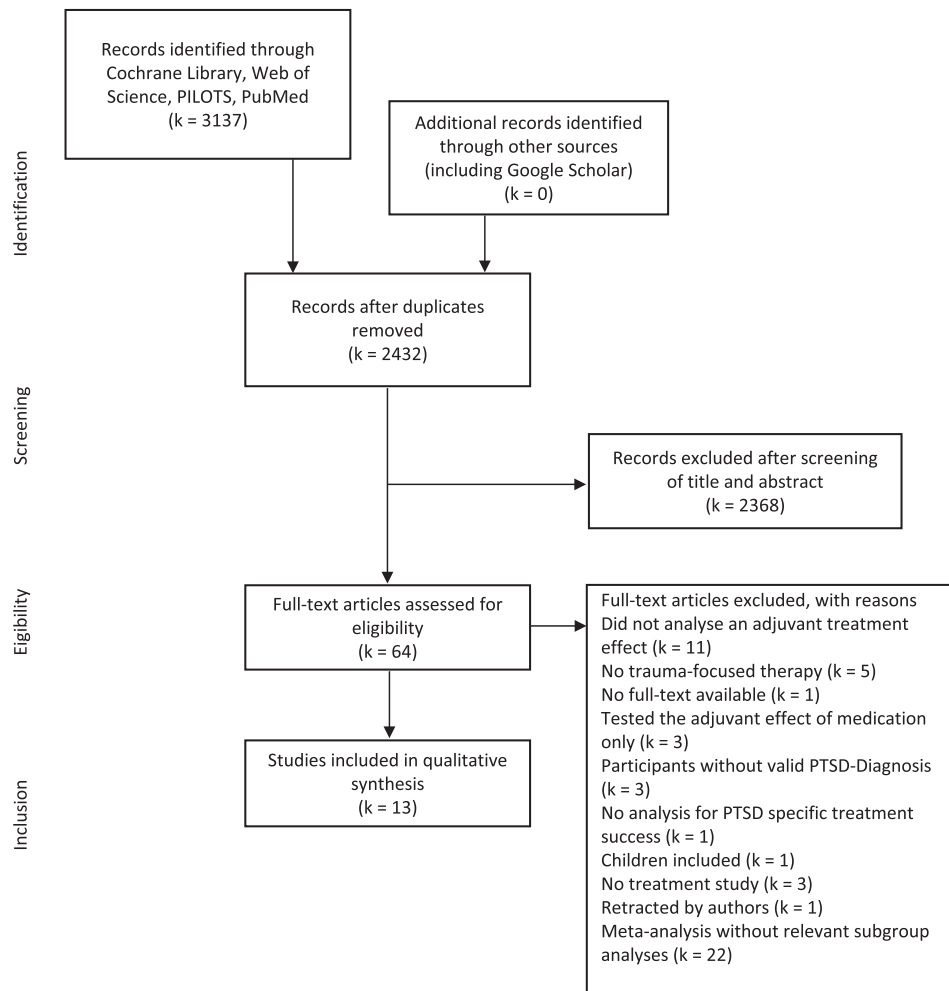 Records identified through
Cochrane Library, Web of
Science, PILOTS, PubMed
(k = 3137)
Additional records identified
through other sources
(including Google Scholar)
(k = 0)
Identification
Records after duplicates
removed
(k = 2432)
Screening
Records excluded after screening
of title and abstract
(k = 2368)
Eigibility
Full-text articles assessed for
eligibility
(k = 64)
Full-text articles excluded, with reasons
Did not analyse an adjuvant treatment
effect (k = 11)
No trauma-focused therapy (k = 5)
No full-text available (k = 1)
Tested the adjuvant effect of medication
only (k = 3)
Participants without valid PTSD-Diagnosis
(k = 3)
No analysis for PTSD specific treatment
success (k = 1)
Children included (k = 1)
No treatment study (k = 3)
Retracted by authors (k = 1)
Meta-analysis without relevant subgroup
analyses (k = 22)
Inclusion
Studies included in qualitative
synthesis
(k = 13)